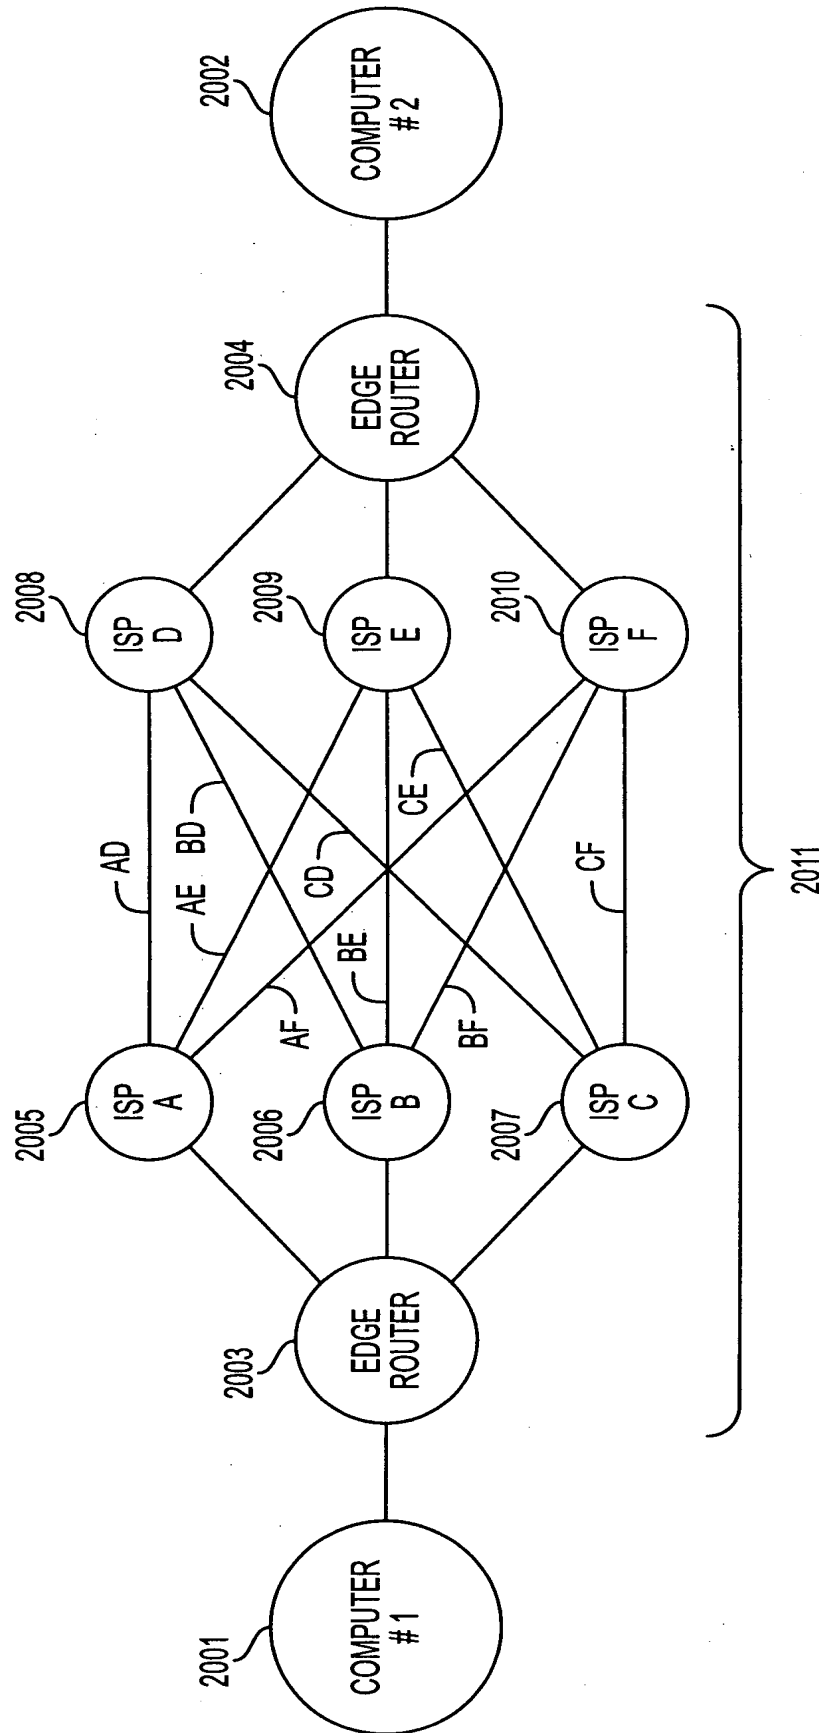 2001
COMPUTER
#1
2003
EDGE
ROUTER
2005
ISP
A
2006
ISP
B
2007
ISP
C
AD
AE
BD
AF
CD
BE
CE
BF
CF
2008
ISP
D
2009
ISP
E
2010
ISP
F
2004
EDGE
ROUTER
2002
COMPUTER
#2
2011